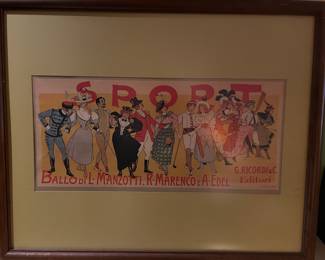 SPORT
G. RICORDI & C.
BALLO DI L. MANZOTTI, R. MARENCO E A. EDEL Editori